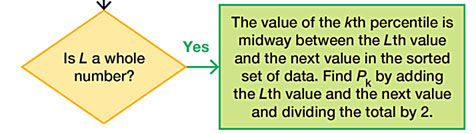 Is L a whole
number?
Yes
The value of the kth percentile is
midway between the Lth value
and the next value in the sorted
set of data. Find Pk by adding
the Lth value and the next value
and dividing the total by 2.